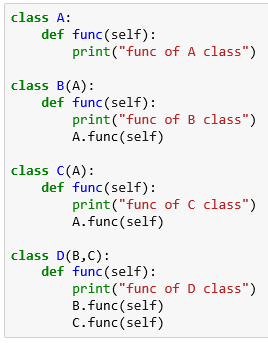 class A:
    def func(self):
        print("func of A class")

class B(A):
    def func(self):
        print("func of B class")
        A.func(self)

class C(A):
    def func(self):
        print("func of C class")
        A.func(self)

class D(B,C):
    def func(self):
        print("func of D class")
        B.func(self)
        C.func(self)